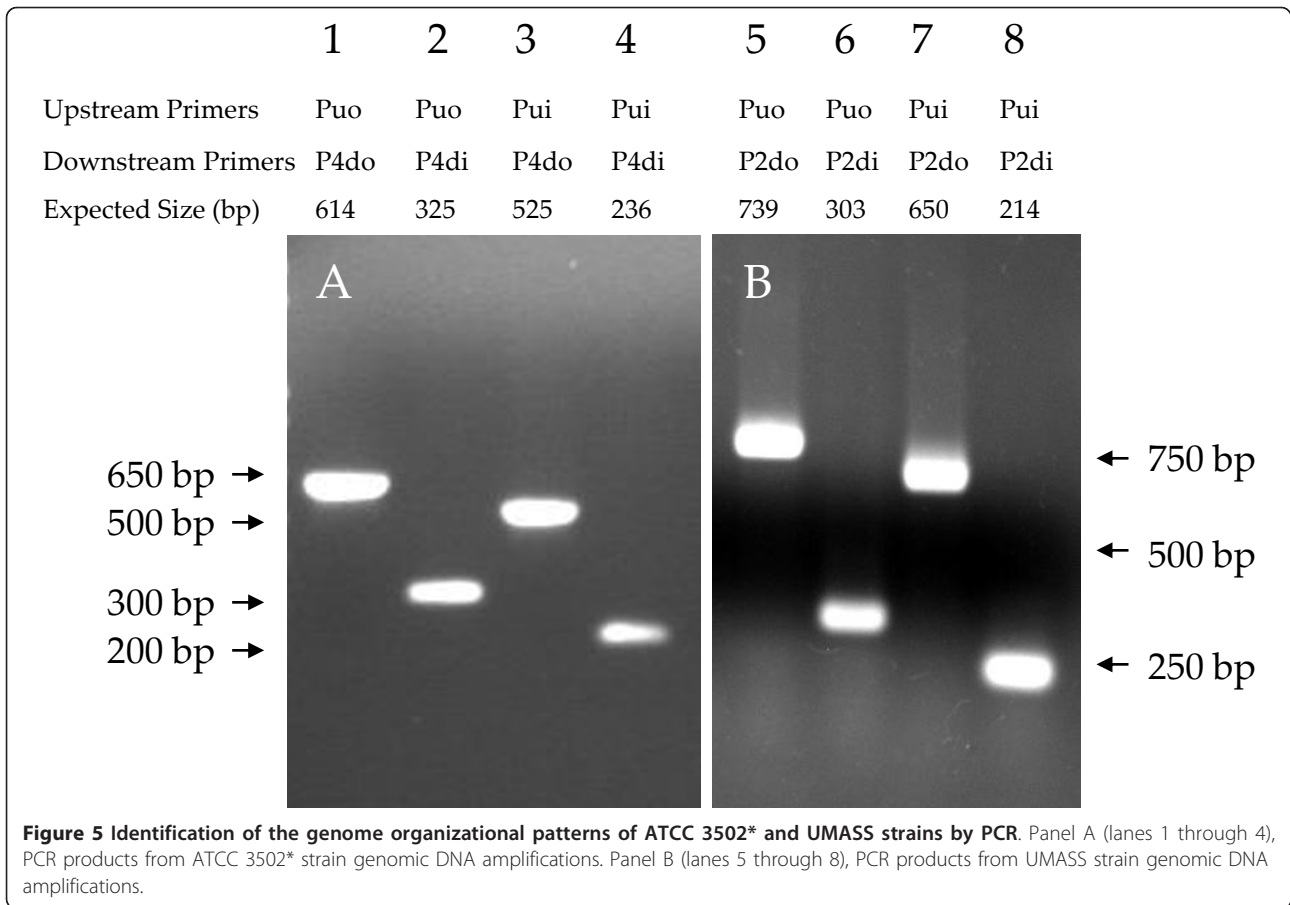 1 2 3 4 5 6 7 8
Upstream Primers Puo Puo Pui Pui Puo Puo Pui Pui
Downstream Primers P4do P4di P4do P4di P2do P2di P2do P2di
Expected Size (bp) 614 325 525 236 739 303 650 214
A B
650 bp →
500 bp →
300 bp →
200 bp →
← 750 bp
← 500 bp
← 250 bp
Figure 5 Identification of the genome organizational patterns of ATCC 3502* and UMASS strains by PCR. Panel A (lanes 1 through 4),
PCR products from ATCC 3502* strain genomic DNA amplifications. Panel B (lanes 5 through 8), PCR products from UMASS strain genomic DNA
amplifications.